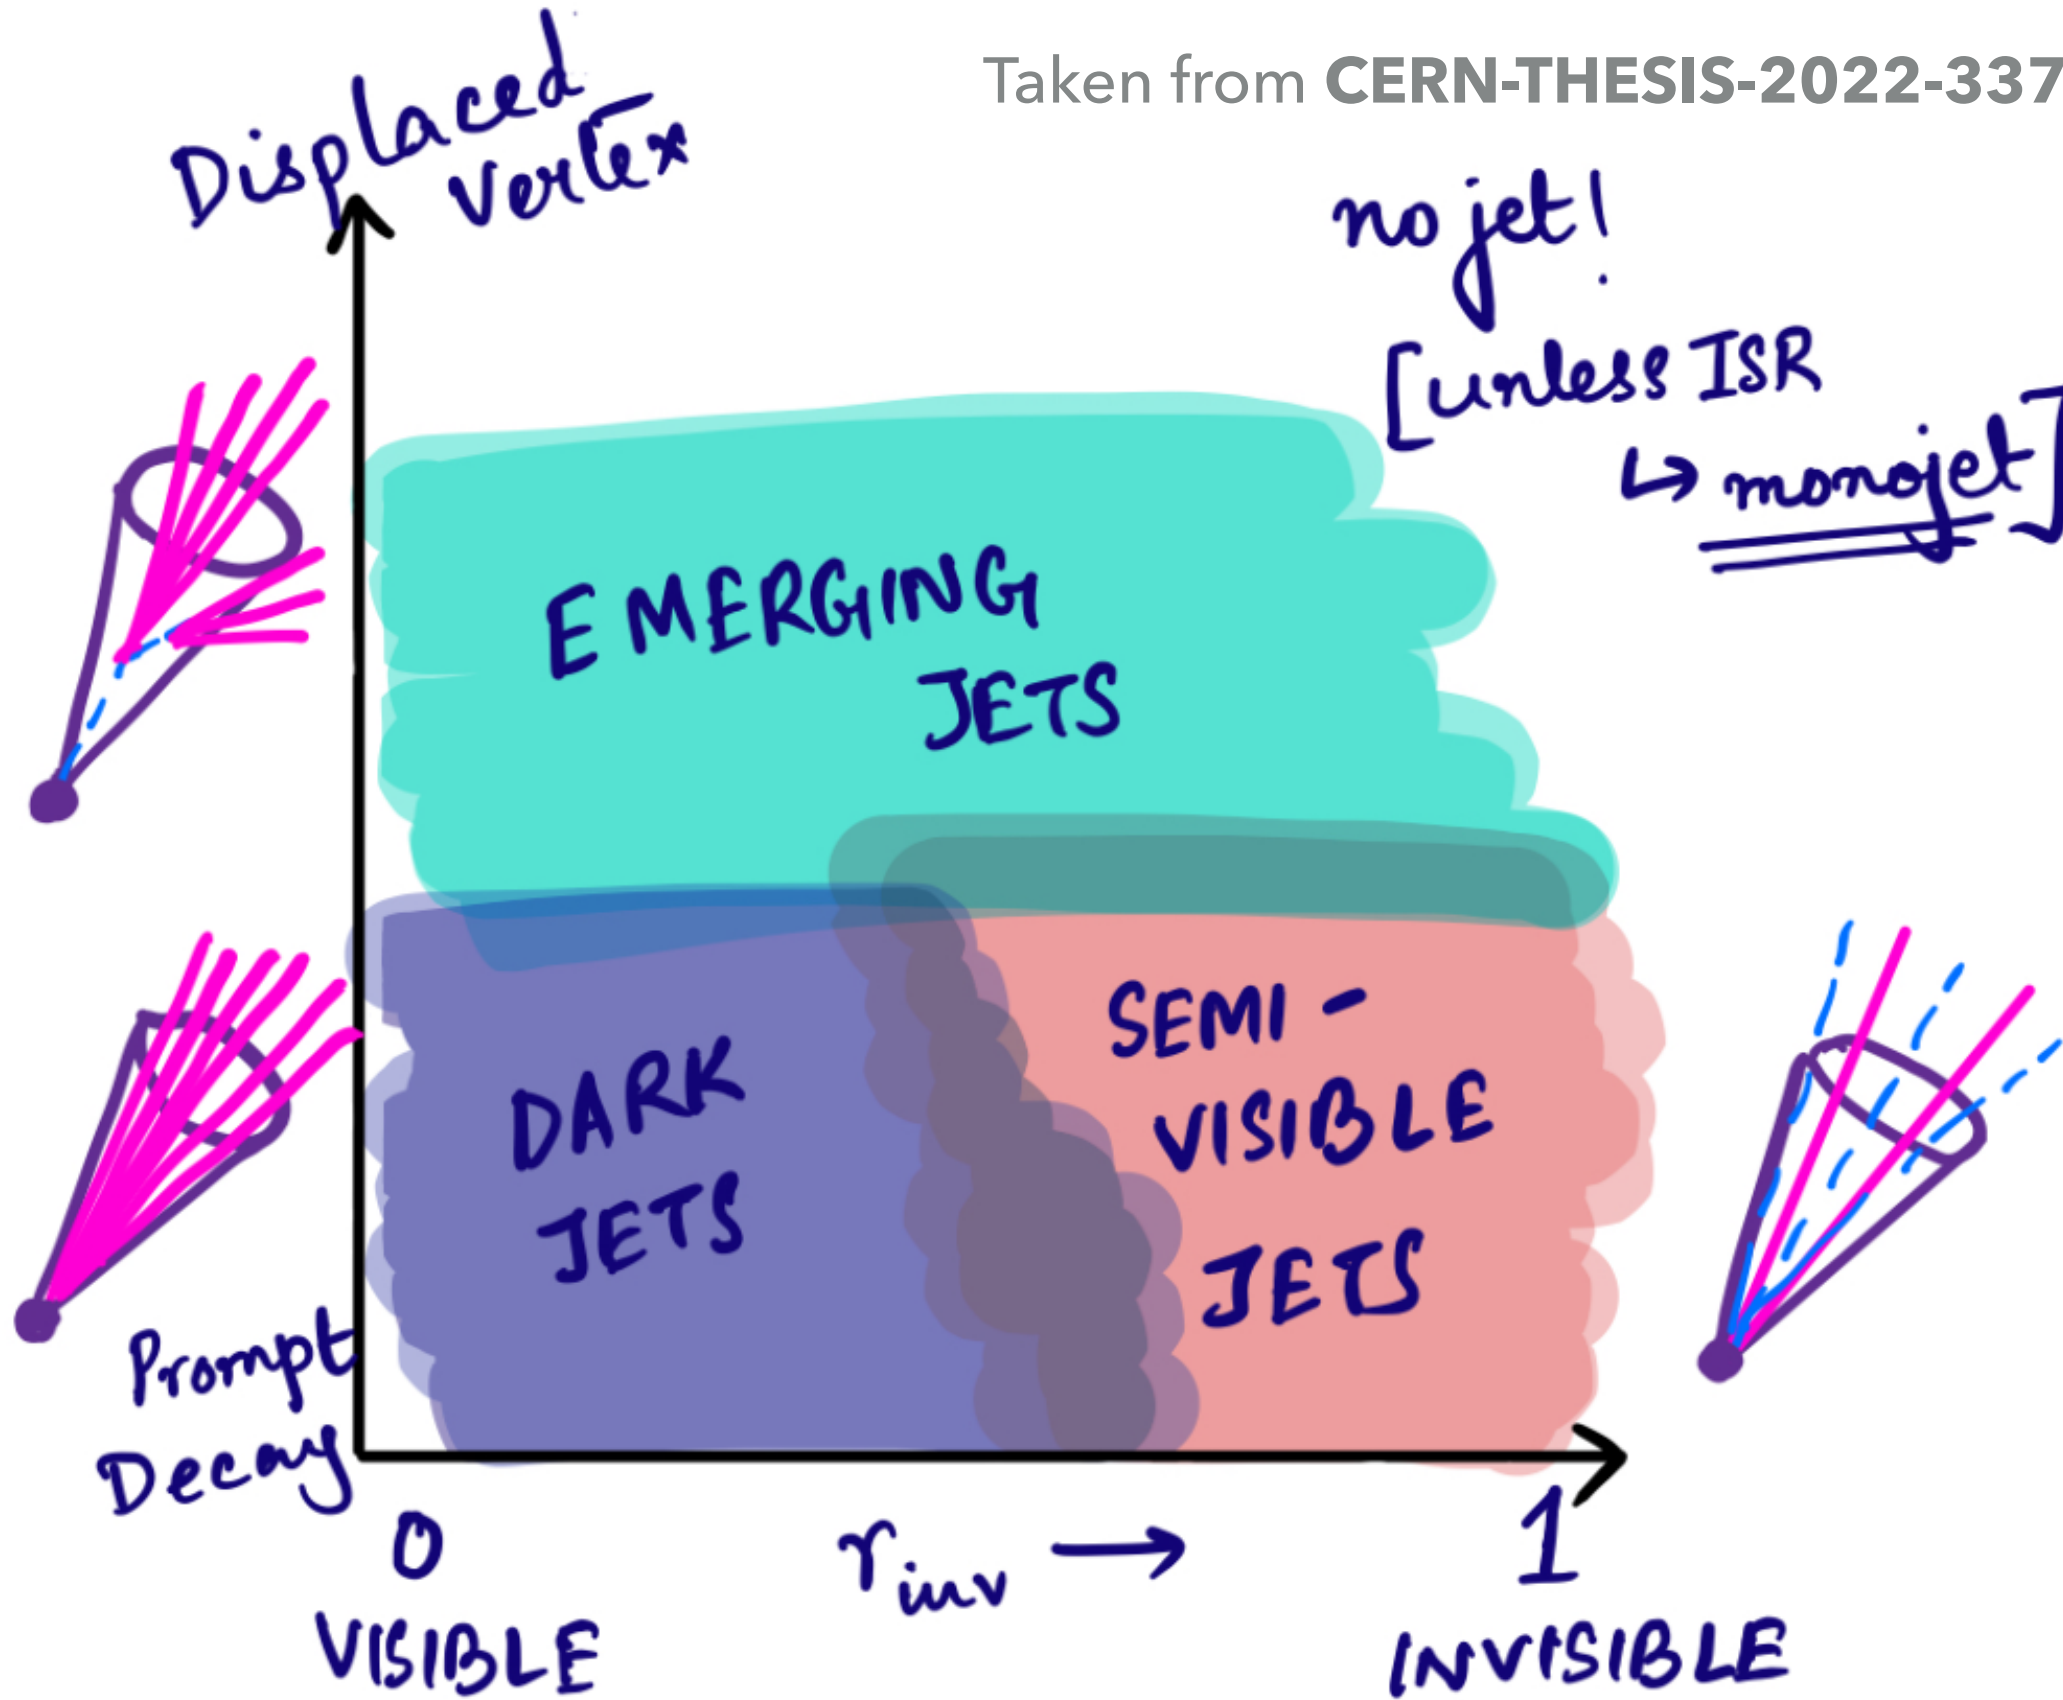 Taken from CERN-THESIS-2022-337
Displaced
vertex
no jet!
[unless ISR
↳ monojet]
EMERGING
JETS
DARK
JETS
SEMI-
VISIBLE
JETS
Prompt
Decay
0
r_inv →
1
VISIBLE
INVISIBLE